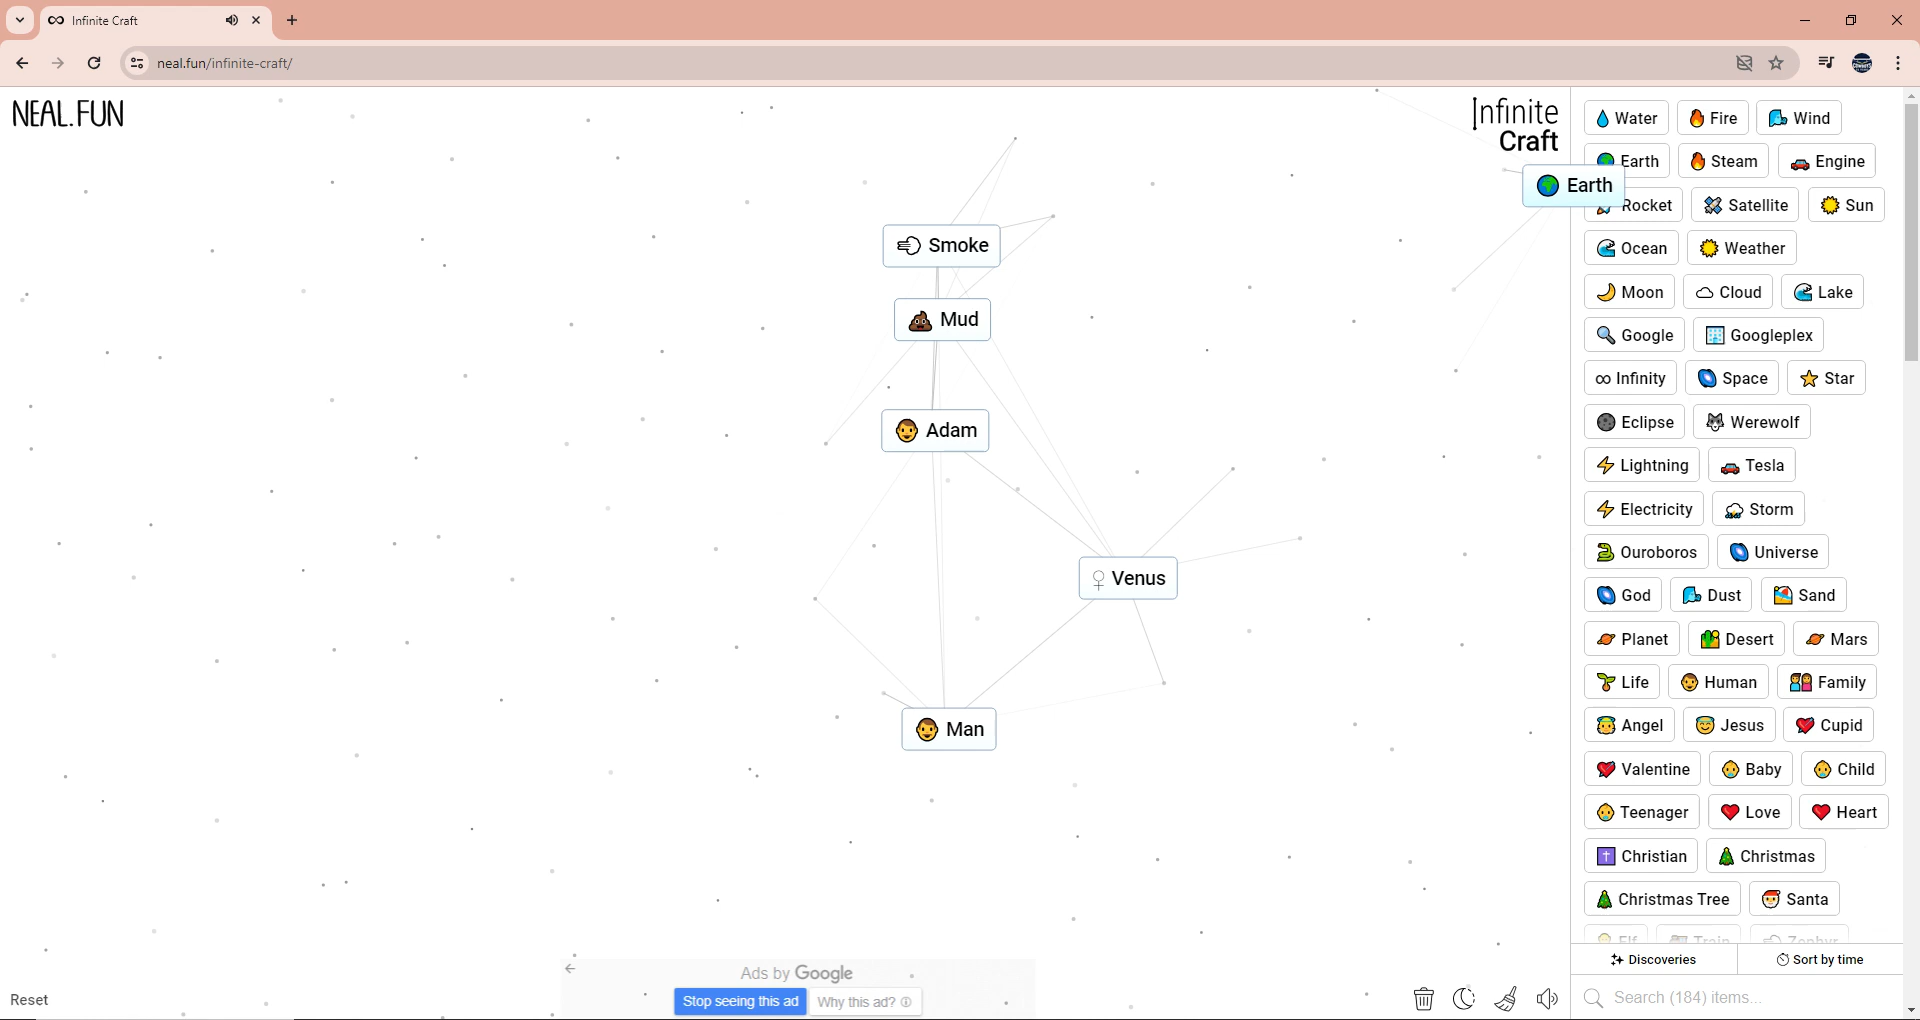 Infinite Craft
neal.fun/infinite-craft/
NEAL.FUN
Infinite
Craft
Smoke
Mud
Adam
Venus
Man
Earth
Water Fire Wind
Earth Steam Engine
Rocket Satellite Sun
Ocean Weather
Moon Cloud Lake
Google Googleplex
∞ Infinity Space Star
Eclipse Werewolf
Lightning Tesla
Electricity Storm
Ouroboros Universe
God Dust Sand
Planet Desert Mars
Life Human Family
Angel Jesus Cupid
Valentine Baby Child
Teenager Love Heart
Christian Christmas
Christmas Tree Santa
Elf Train Zephyr
Discoveries Sort by time
Search (184) items...
Ads by Google
Stop seeing this ad Why this ad?
Reset